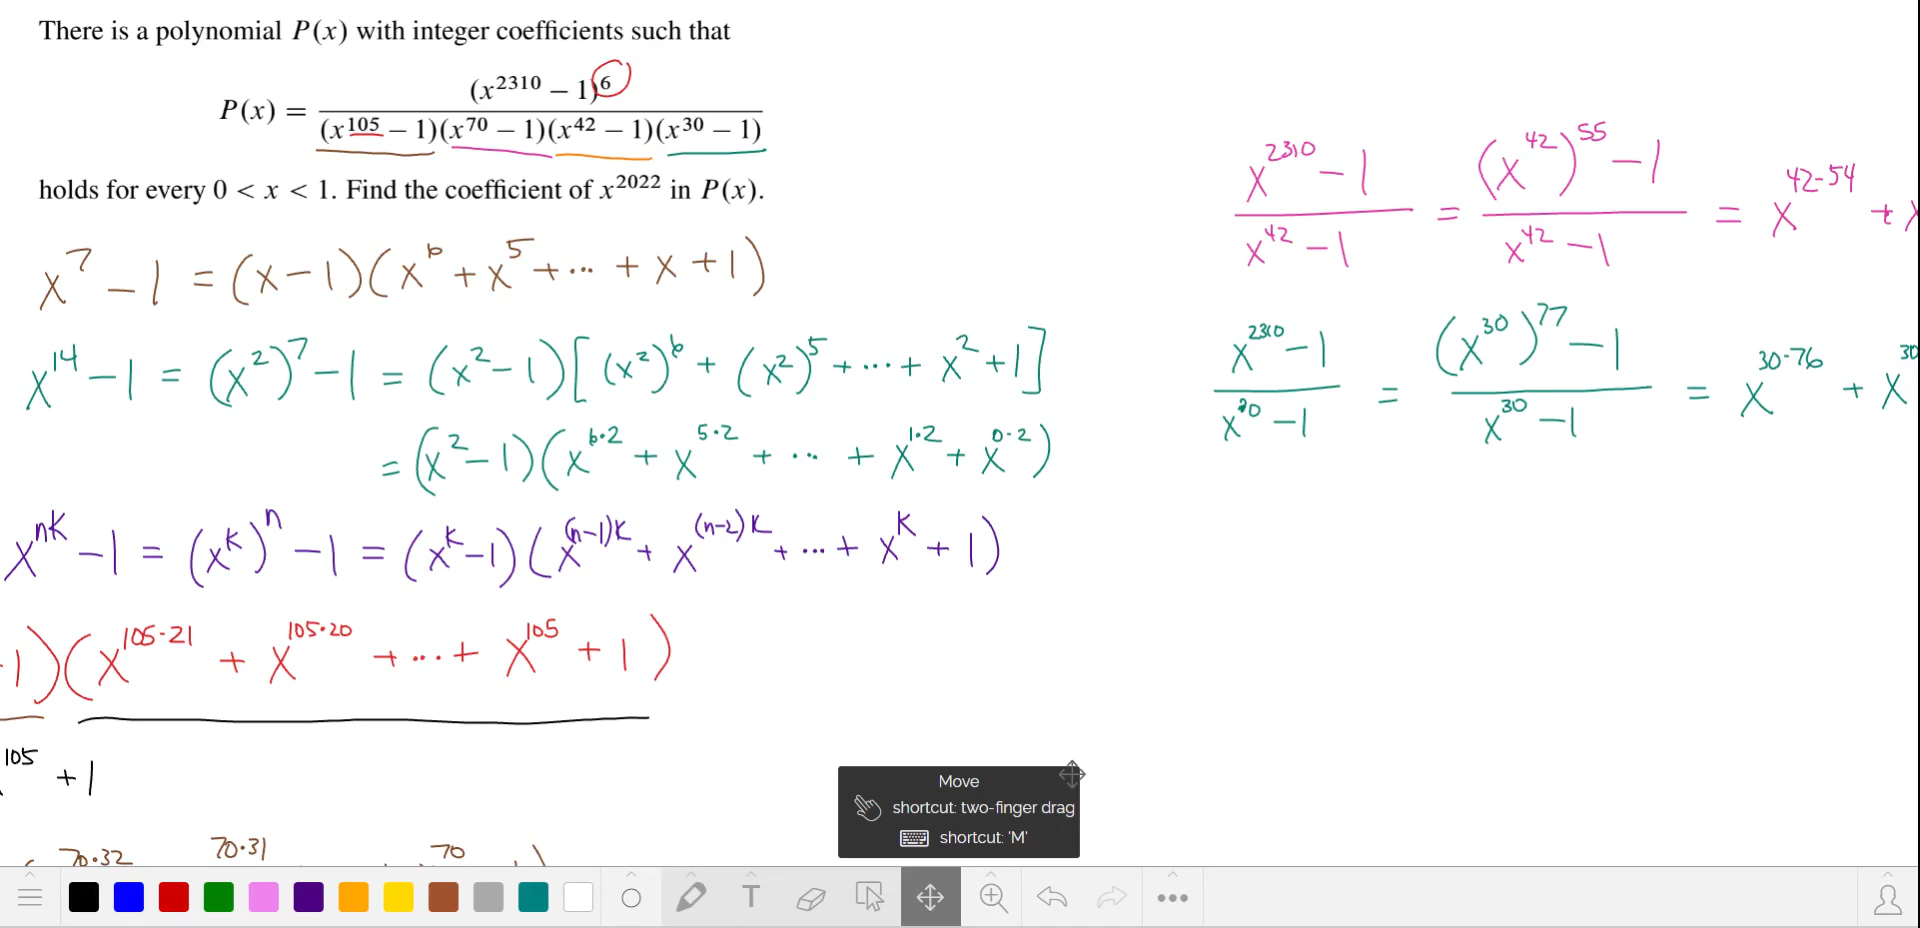 There is a polynomial P(x) with integer coefficients such that
P(x) = (x^2310 − 1)^6 / (x^105 − 1)(x^70 − 1)(x^42 − 1)(x^30 − 1)
holds for every 0 < x < 1. Find the coefficient of x^2022 in P(x).
x^7 − 1 = (x − 1)(x^6 + x^5 + ... + x + 1)
x^14 − 1 = (x^2)^7 − 1 = (x^2 − 1)[(x^2)^6 + (x^2)^5 + ... + x^2 + 1]
= (x^2 − 1)(x^6·2 + x^5·2 + ... + x^1·2 + x^0·2)
x^nk − 1 = (x^k)^n − 1 = (x^k − 1)(x^(n−1)k + x^(n−2)k + ... + x^k + 1)
1)(x^105·21 + x^105·20 + ... + x^105 + 1)
105 + 1
70·32 70·31 70
x^2310 − 1 / x^42 − 1 = (x^42)^55 − 1 / x^42 − 1 = x^42·54 + x
x^2310 − 1 / x^30 − 1 = (x^30)^77 − 1 / x^30 − 1 = x^30·76 + x^30
Move
shortcut: two-finger drag
shortcut: 'M'
T